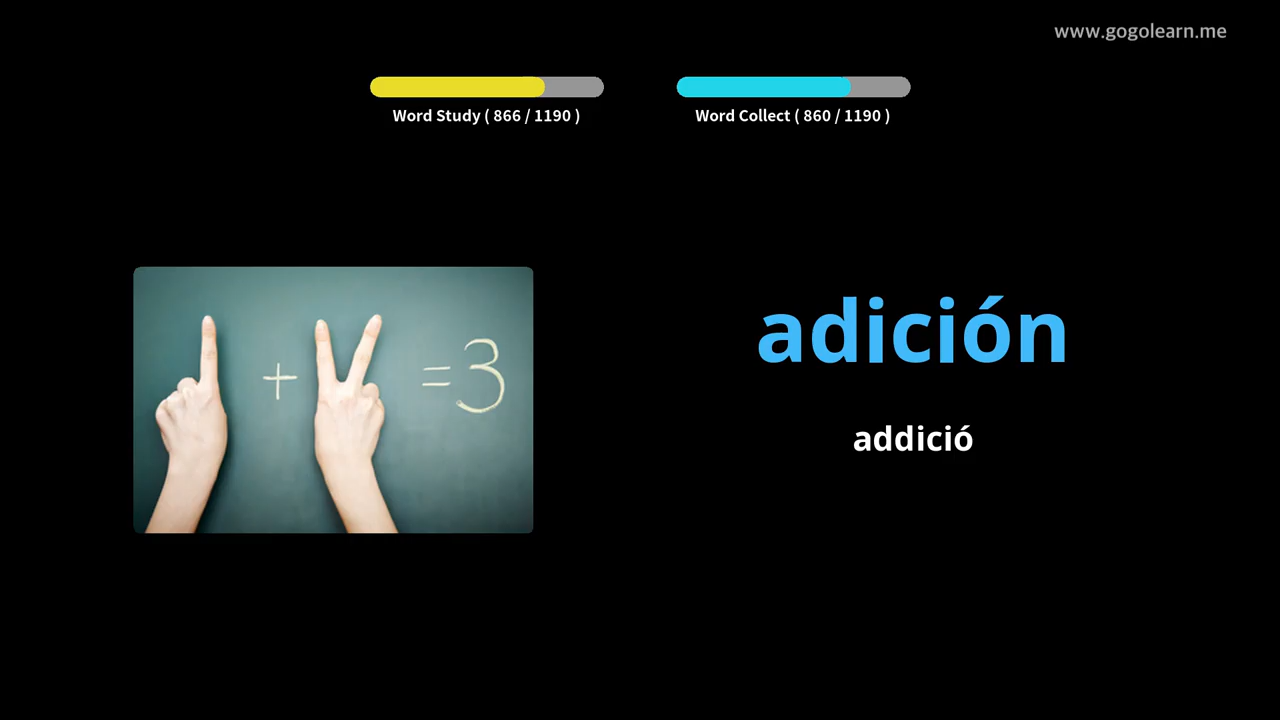 www.gogolearn.me
Word Study ( 866 / 1190 )
Word Collect ( 860 / 1190 )
+ = 3
adición
addició